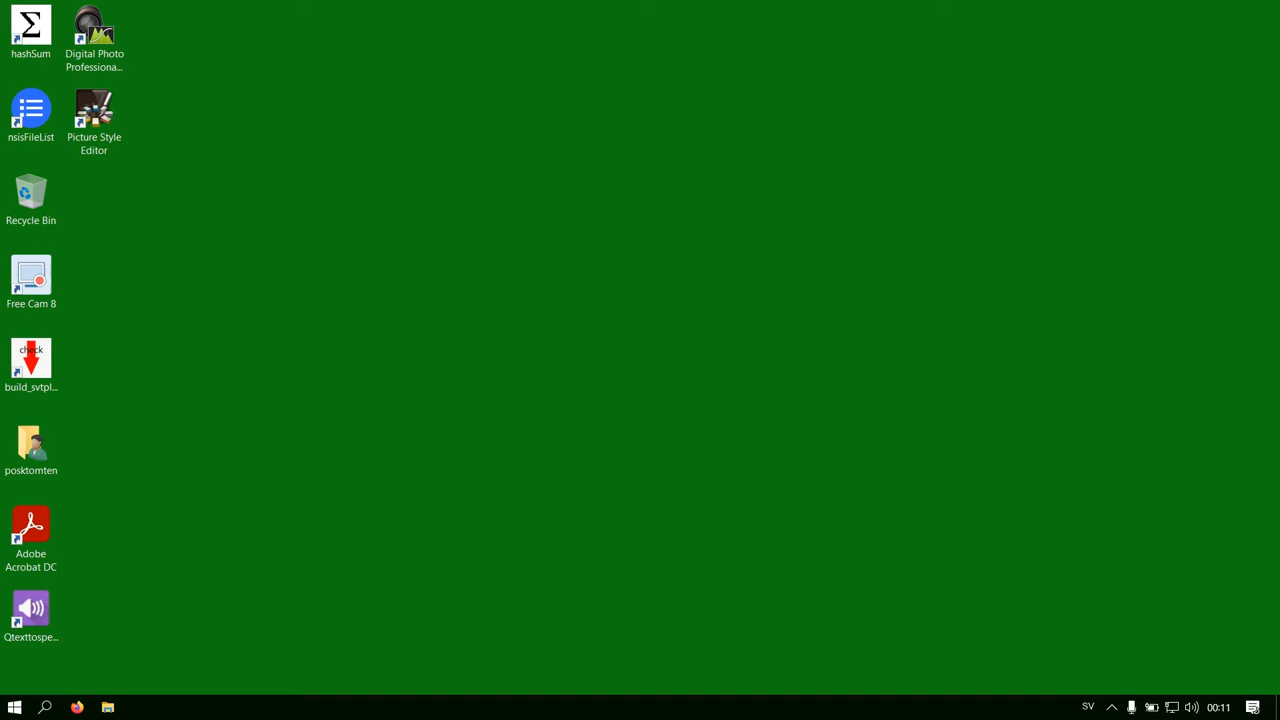 Σ
hashSum
Digital Photo
Professiona...
nsisFileList
Picture Style
Editor
Recycle Bin
Free Cam 8
check
build_svtpl...
posktomten
Adobe
Acrobat DC
Qtexttospe...
SV
00:11